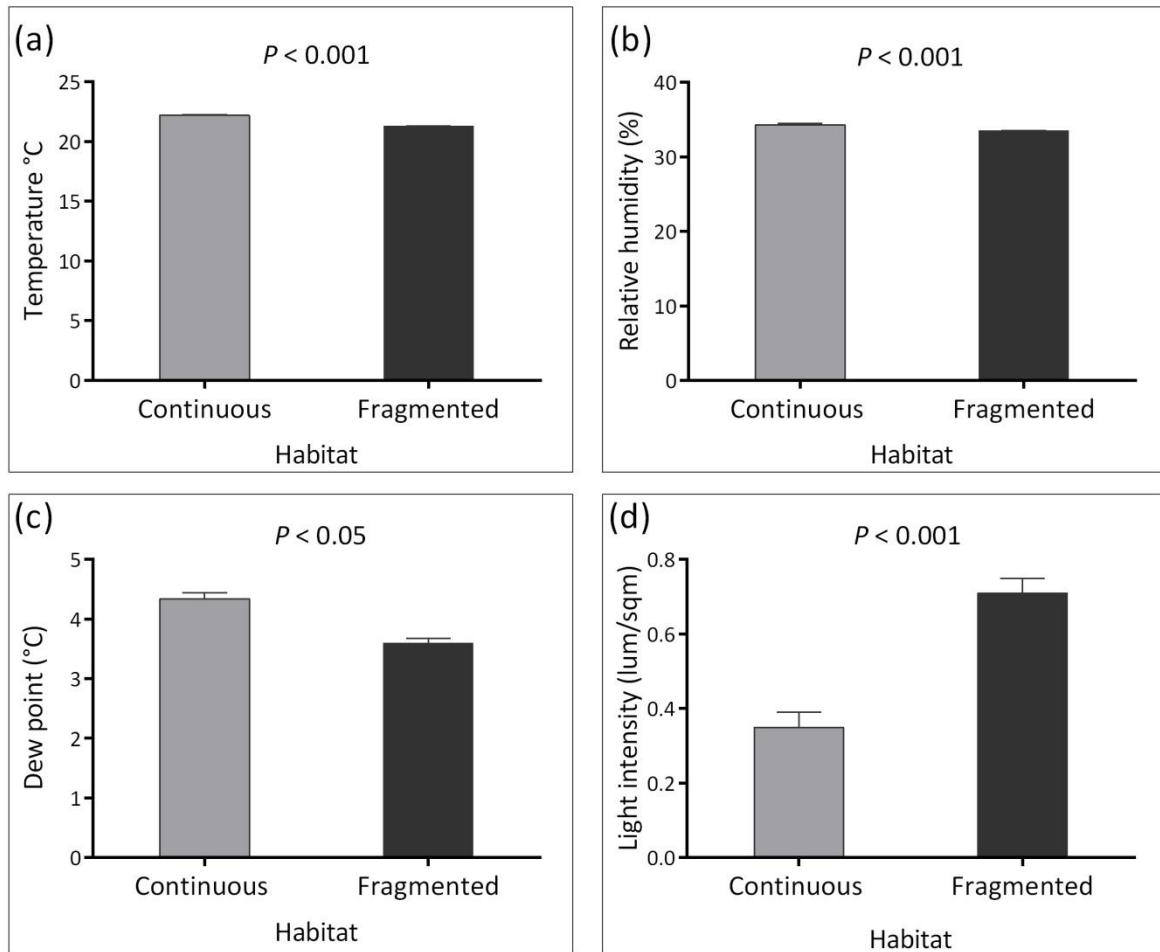 (a)
P < 0.001
Temperature °C
25
20
15
10
5
0
Continuous Fragmented
Habitat
(b)
P < 0.001
Relative humidity (%)
40
30
20
10
0
Continuous Fragmented
Habitat
(c)
P < 0.05
Dew point (°C)
5
4
3
2
1
0
Continuous Fragmented
Habitat
(d)
P < 0.001
Light intensity (lum/sqm)
0.8
0.6
0.4
0.2
0.0
Continuous Fragmented
Habitat